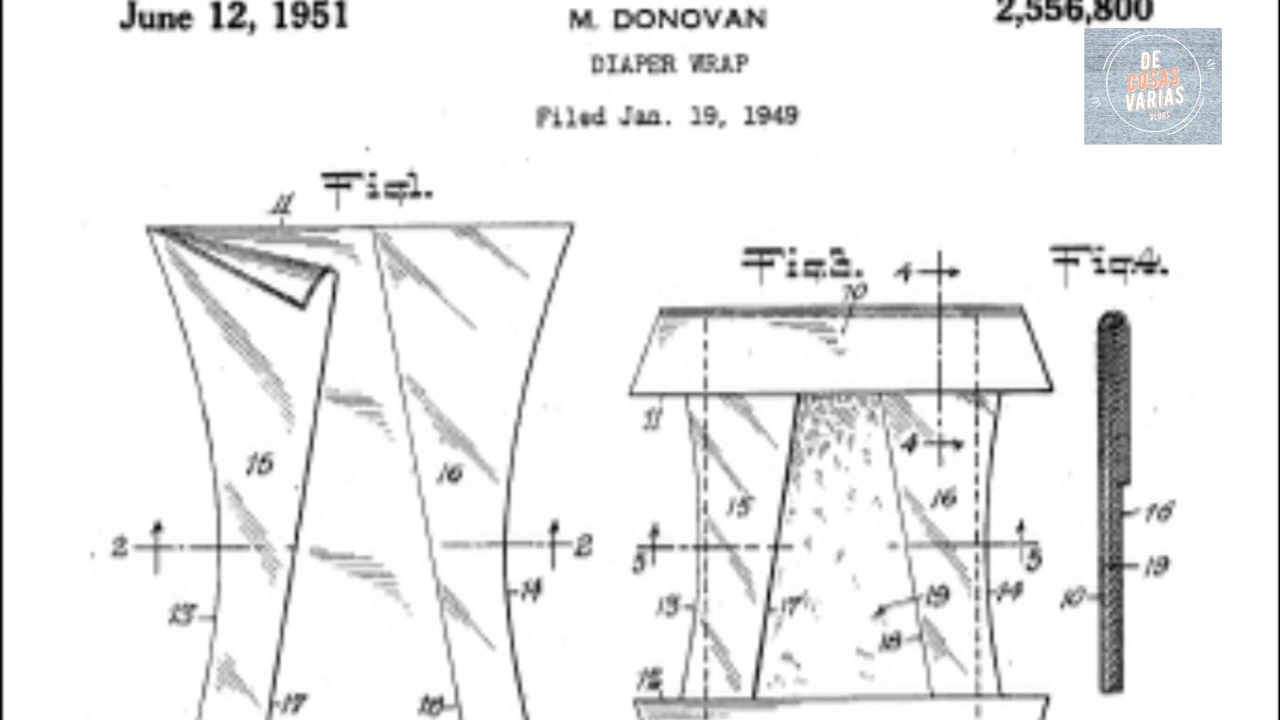 June 12, 1951
M. DONOVAN
2,556,800
DIAPER WRAP
Filed Jan. 19, 1949
DE
COSAS
VARIAS
VLOGS
Fig.1.
11
15
16
2
2
13
14
17
18
Fig.3.
4
10
11
4
15
16
5
5
13
17
19
14
18
12
Fig.4.
16
19
10